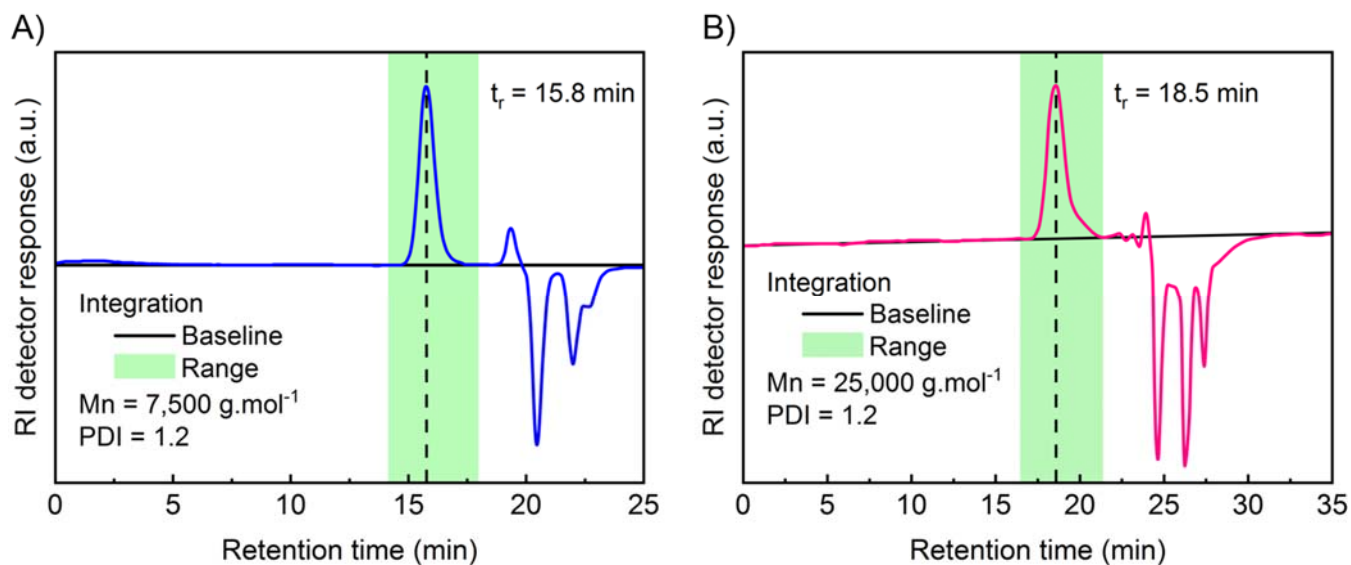 A)
RI detector response (a.u.)
t_r = 15.8 min
Integration
Baseline
Range
Mn = 7,500 g.mol⁻¹
PDI = 1.2
0 5 10 15 20 25
Retention time (min)
B)
RI detector response (a.u.)
t_r = 18.5 min
Integration
Baseline
Range
Mn = 25,000 g.mol⁻¹
PDI = 1.2
0 5 10 15 20 25 30 35
Retention time (min)